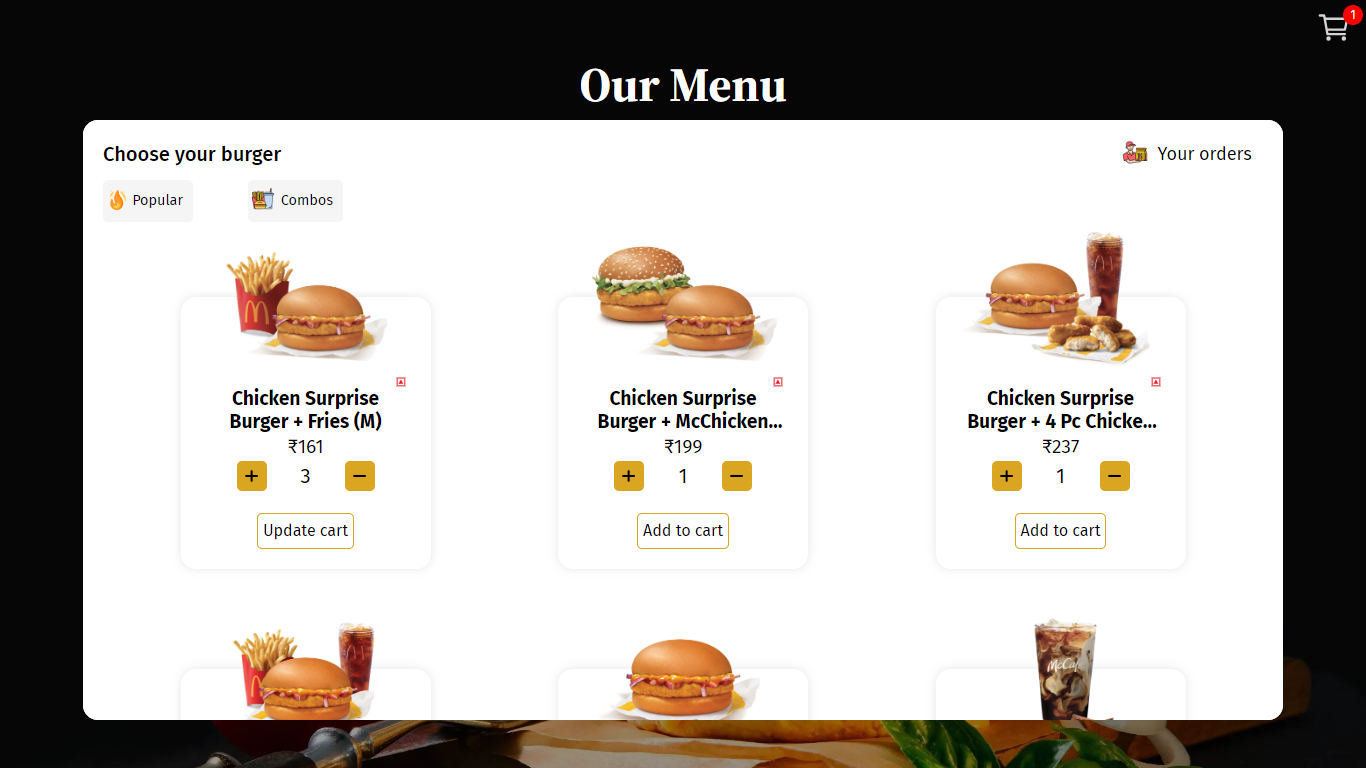 1
Our Menu
Choose your burger
Your orders
Popular
Combos
Chicken Surprise
Burger + Fries (M)
₹161
+ 3 −
Update cart
Chicken Surprise
Burger + McChicken...
₹199
+ 1 −
Add to cart
Chicken Surprise
Burger + 4 Pc Chicke...
₹237
+ 1 −
Add to cart
McCafé